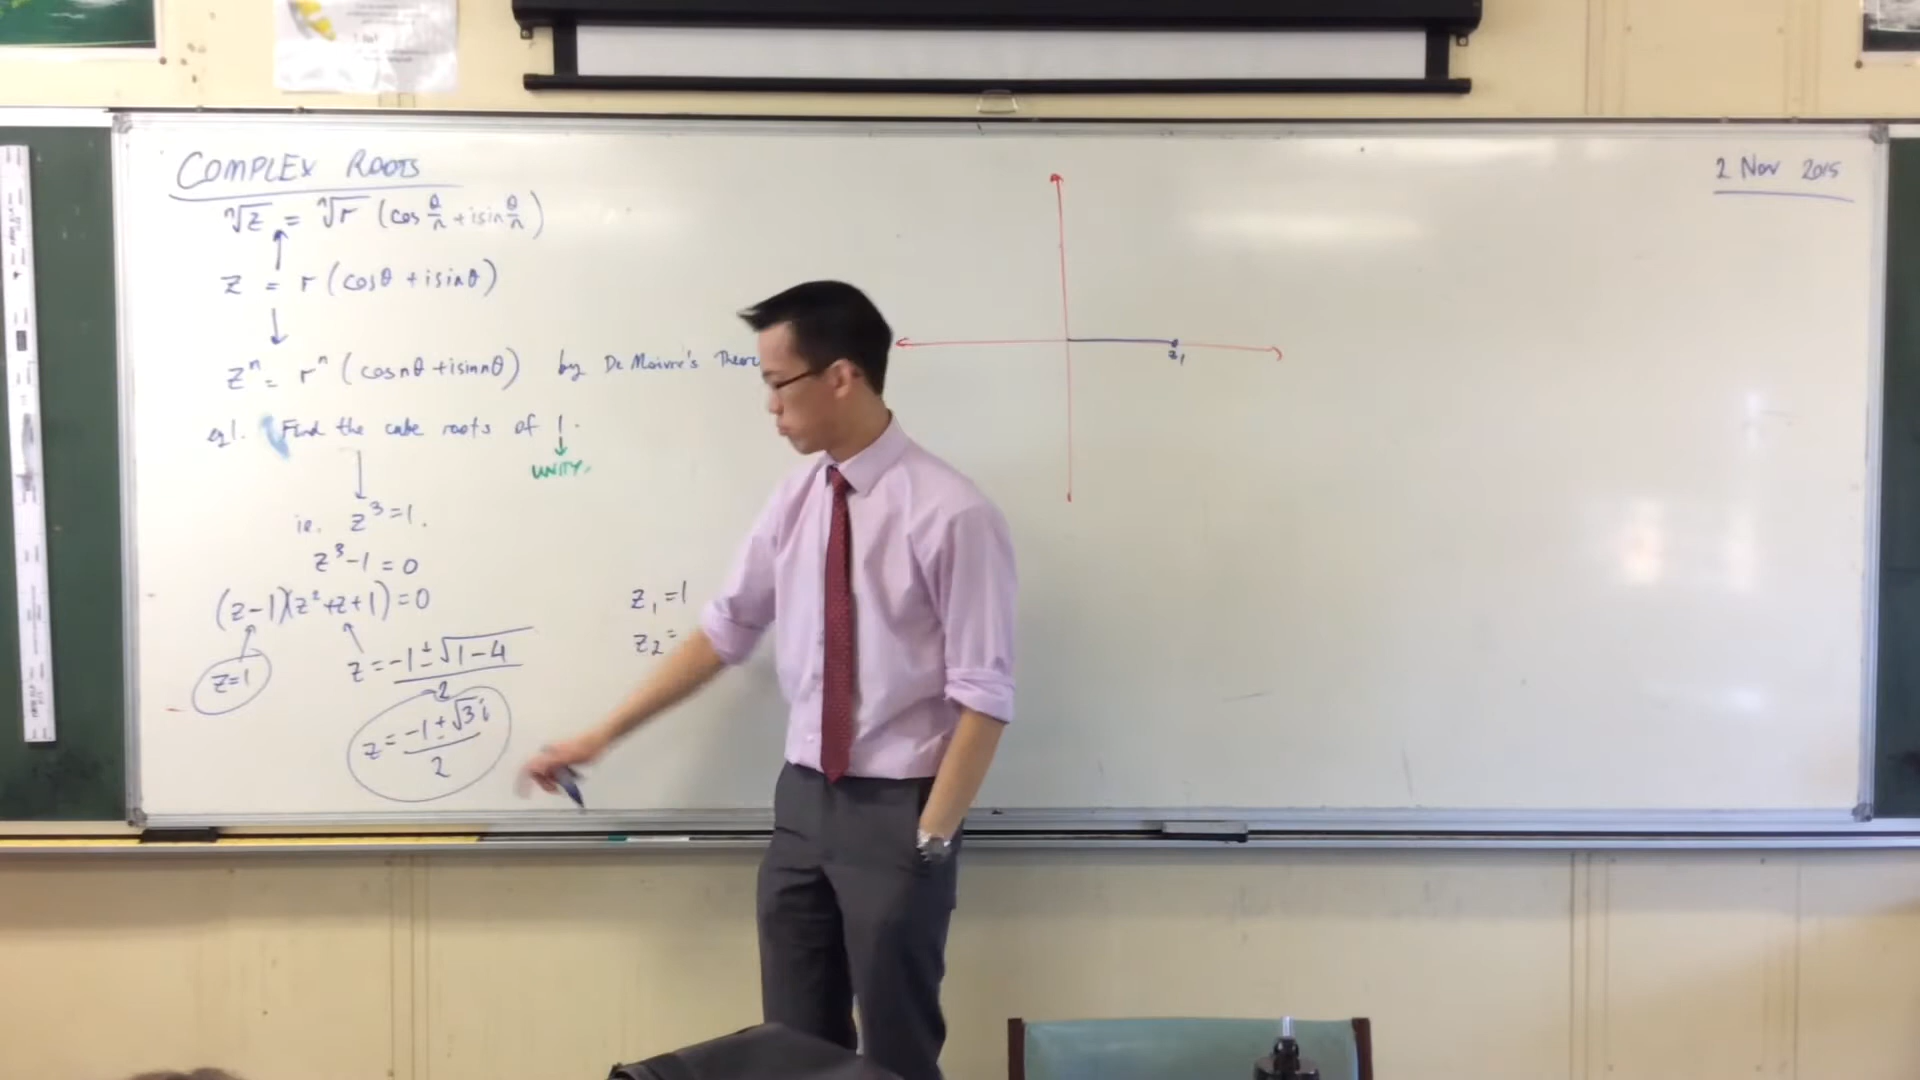 COMPLEX ROOTS
2 Nov 2015
ⁿ√z = ⁿ√r (cos θ/n + i sin θ/n)
z = r (cosθ + isinθ)
zⁿ = rⁿ (cosnθ + isinnθ) by De Moivre's
eg1. Find the cube roots of 1.
UNITY.
ie. z³=1.
z³-1=0
(z-1)(z²+z+1)=0
z=1
z = (-1±√(1-4))/2
z = (-1±√3i)/2
z₁=1
z₂=
z₁